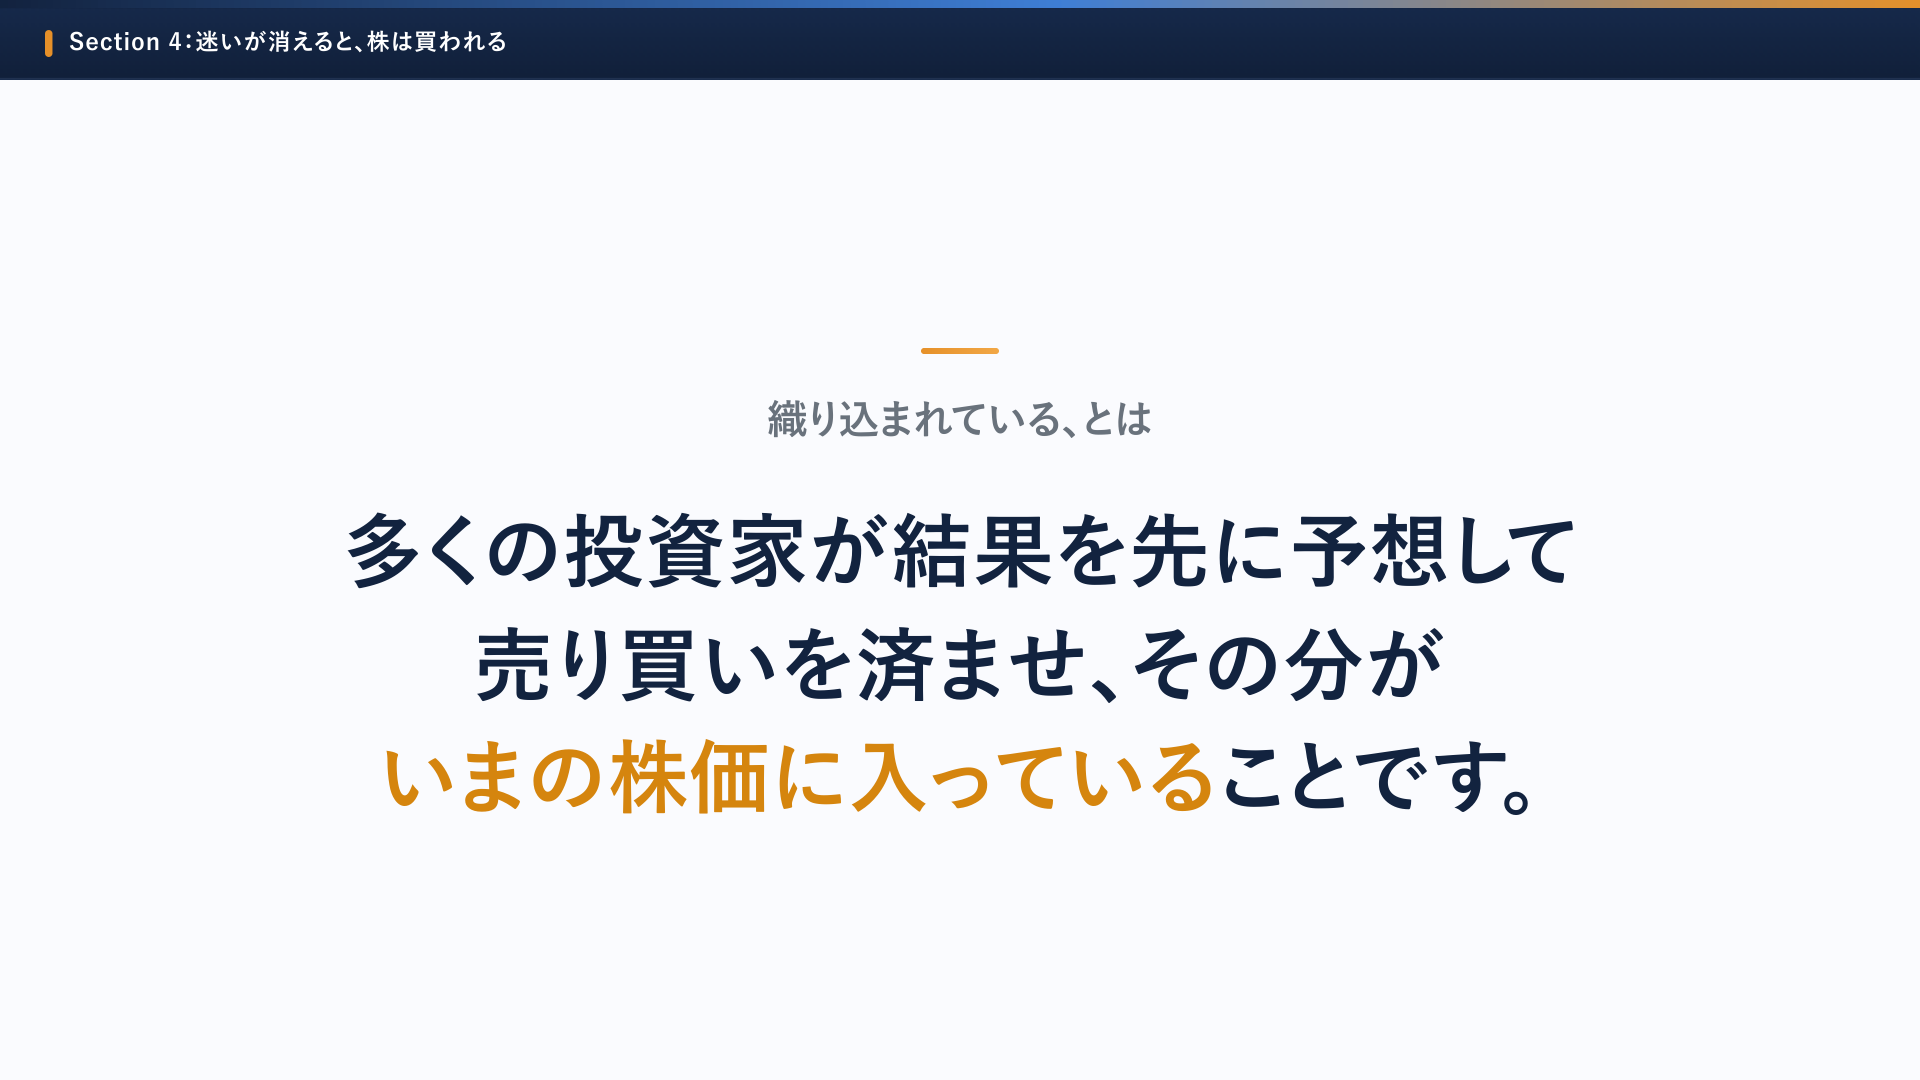 Section 4：迷いが消えると、株は買われる
織り込まれている、とは
多くの投資家が結果を先に予想して
売り買いを済ませ、その分が
いまの株価に入っていることです。